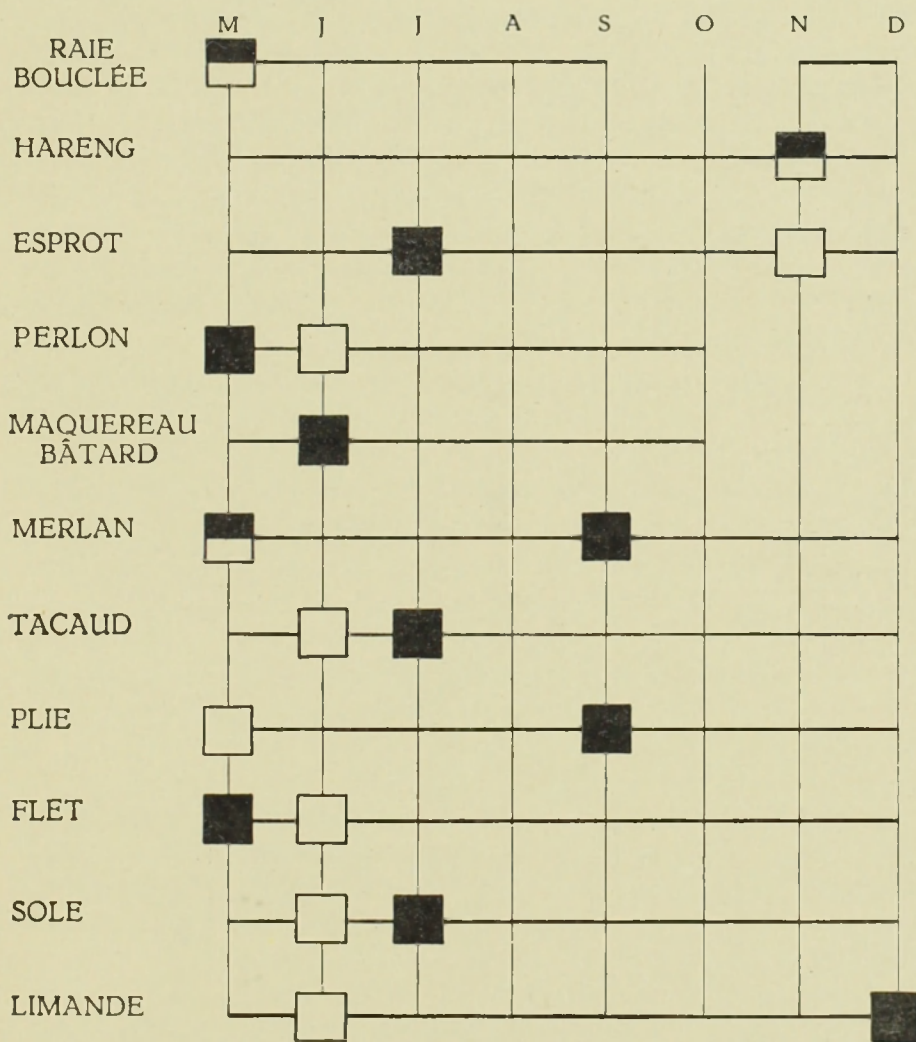 M J J A S O N D
RAIE
BOUCLÉE
HARENG
ESPROT
PERLON
MAQUEREAU
BÂTARD
MERLAN
TACAUD
PLIE
FLET
SOLE
LIMANDE